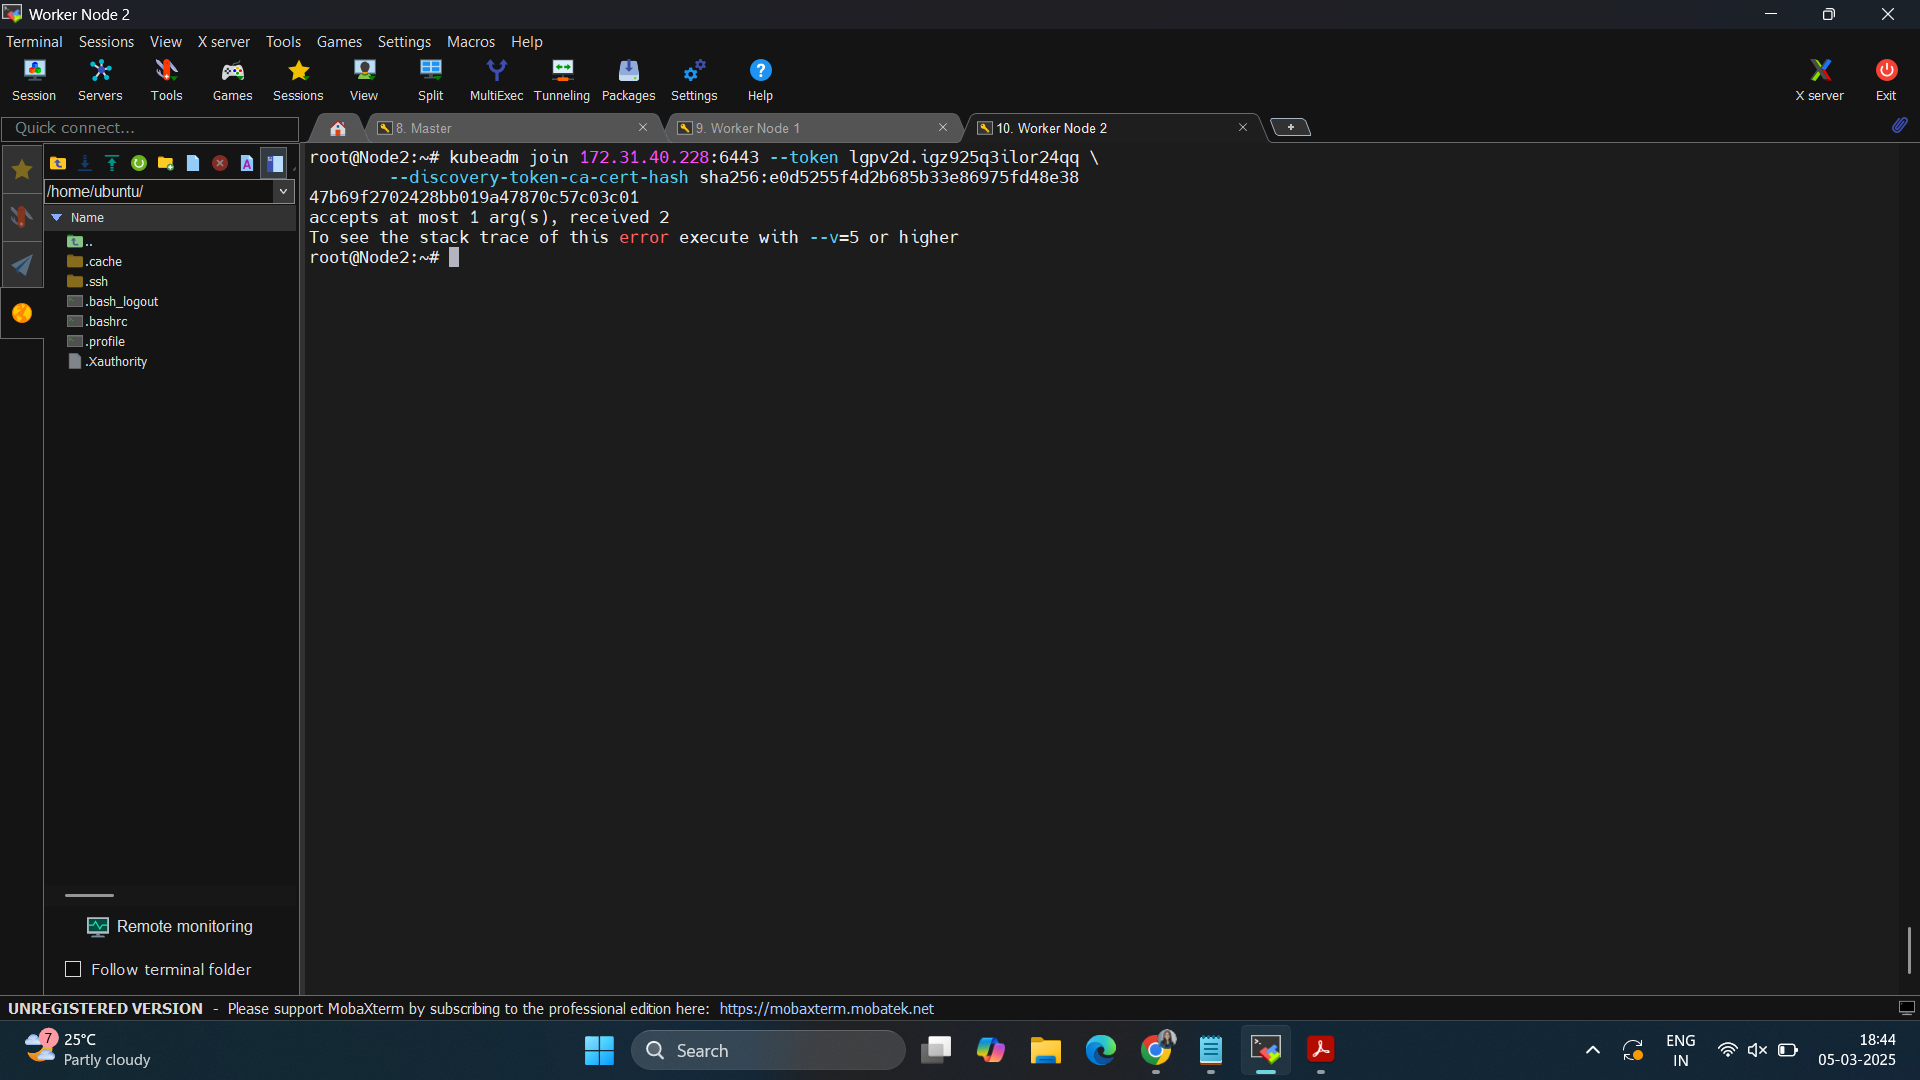 Worker Node 2
Terminal Sessions View X server Tools Games Settings Macros Help
Session Servers Tools Games Sessions View Split MultiExec Tunneling Packages Settings Help X server Exit
Quick connect...
8. Master
9. Worker Node 1
10. Worker Node 2
/home/ubuntu/
Name
..
.cache
.ssh
.bash_logout
.bashrc
.profile
.Xauthority
root@Node2:~# kubeadm join 172.31.40.228:6443 --token lgpv2d.igz925q3ilor24qq \
--discovery-token-ca-cert-hash sha256:e0d5255f4d2b685b33e86975fd48e38
47b69f2702428bb019a47870c57c03c01
accepts at most 1 arg(s), received 2
To see the stack trace of this error execute with --v=5 or higher
root@Node2:~#
Remote monitoring
Follow terminal folder
UNREGISTERED VERSION - Please support MobaXterm by subscribing to the professional edition here: https://mobaxterm.mobatek.net
7
25°C
Partly cloudy
Search
ENG
IN
18:44
05-03-2025